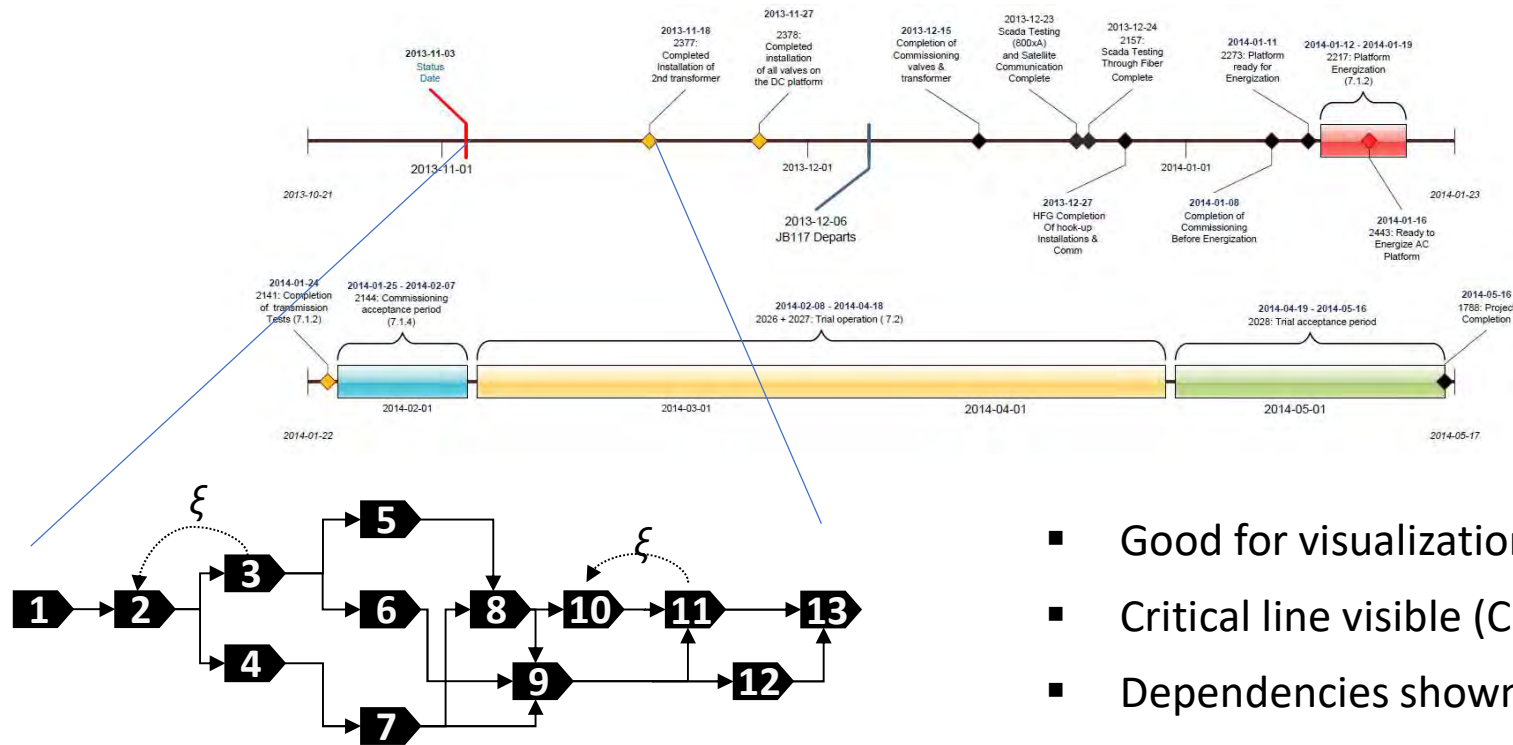 2013-11-03
Status
Date
2013-11-18
2377:
Completed
Installation of
2nd transformer
2013-11-27
2378:
Completed
installation
of all valves on
the DC platform
2013-12-15
Completion of
Commissioning
valves &
transformer
2013-12-23
Scada Testing
(800xA)
and Satellite
Communication
Complete
2013-12-24
2157:
Scada Testing
Through Fiber
Complete
2014-01-11
2273: Platform
ready for
Energization
2014-01-12 - 2014-01-19
2217: Platform
Energization
(7.1.2)
2013-10-21
2013-11-01
2013-12-01
2014-01-01
2014-01-23
2013-12-06
JB117 Departs
2013-12-27
HFG Completion
Of hook-up
Installations &
Comm
2014-01-08
Completion of
Commissioning
Before Energization
2014-01-16
2443: Ready to
Energize AC
Platform
2014-01-24
2141: Completion
of transmission
Tests (7.1.2)
2014-01-25 - 2014-02-07
2144: Commissioning
acceptance period
(7.1.4)
2014-02-08 - 2014-04-18
2026 + 2027: Trial operation ( 7.2)
2014-04-19 - 2014-05-16
2028: Trial acceptance period
2014-05-16
1788: Project
Completion
2014-01-22
2014-02-01
2014-03-01
2014-04-01
2014-05-01
2014-05-17
ξ
ξ
1
2
3
4
5
6
7
8
9
10
11
12
13
▪ Good for visualization
▪ Critical line visible (C
▪ Dependencies shown